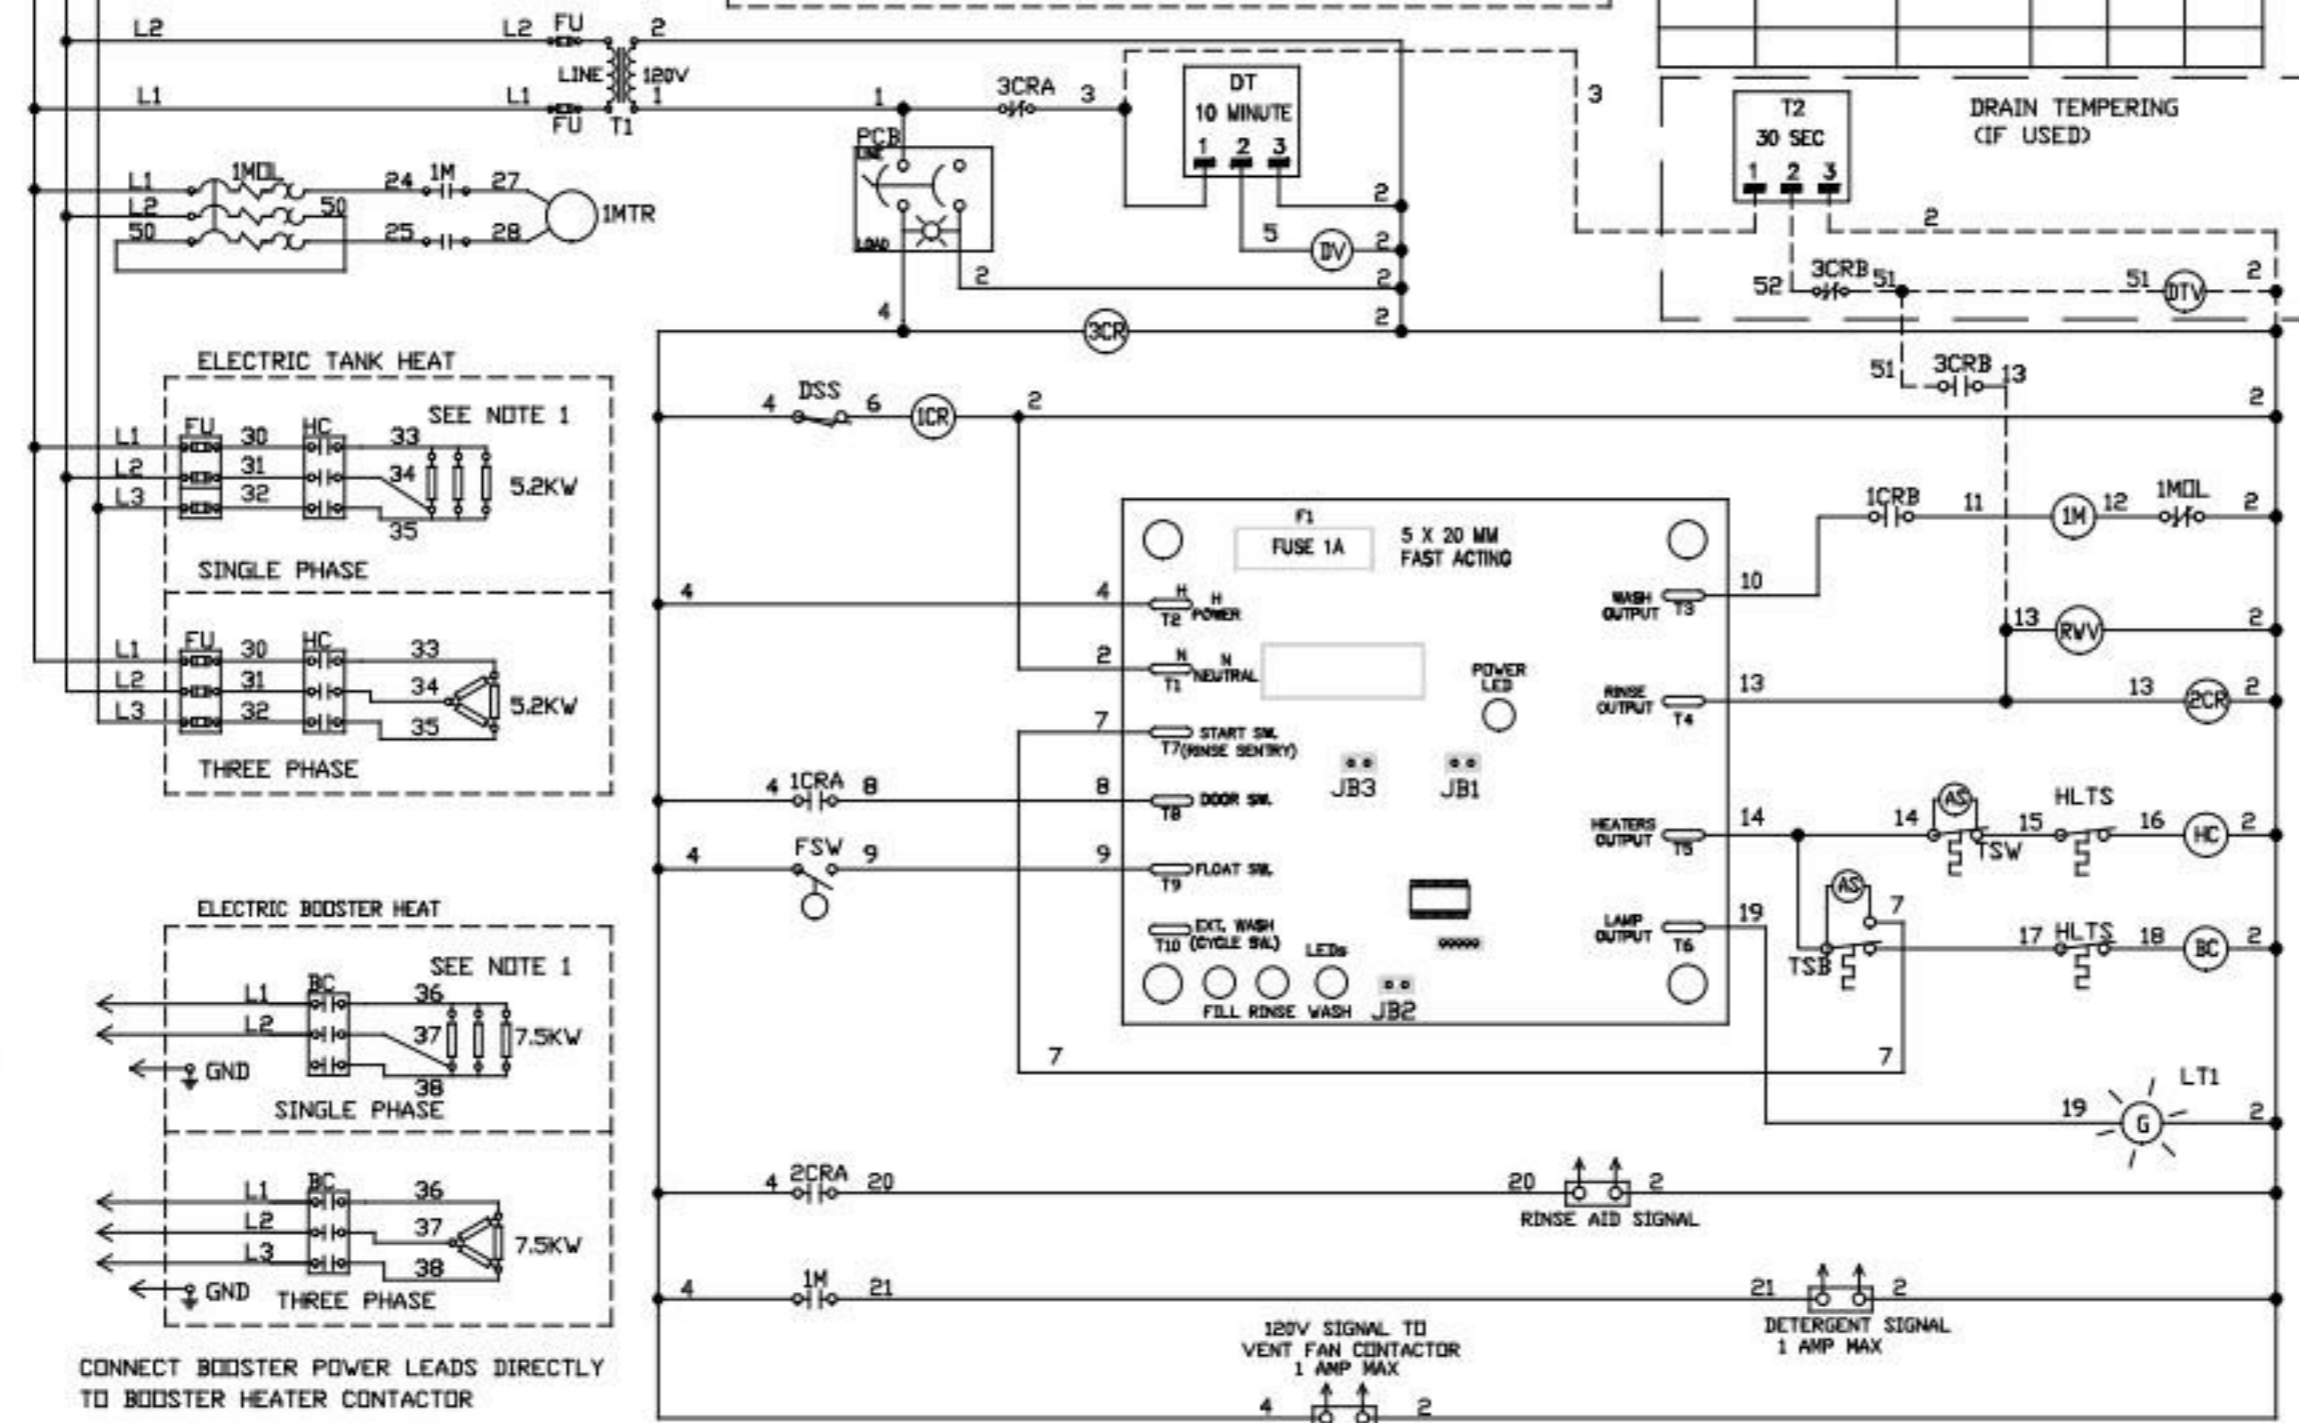 L2 L2 FU 2
LINE 120V
L1 L1 FU T1 1 1 3CRA 3
DT
10 MINUTE
1 2 3
3
T2
30 SEC
1 2 3
DRAIN TEMPERING
(IF USED)
PCB
LINE
LOAD
2
5 DV 2
2 2
4 3CR 2
2
52 3CRB 51 51 DTV 2
51 3CRB 13
L1 1MOL 24 1M 27
L2 50 1MTR
50 25 28
ELECTRIC TANK HEAT
SEE NOTE 1
FU HC
L1 30 33
L2 31 34 5.2KW
L3 32 35
SINGLE PHASE
FU HC
L1 30 33
L2 31 34 5.2KW
L3 32 35
THREE PHASE
ELECTRIC BOOSTER HEAT
SEE NOTE 1
BC
L1 36
L2 37 7.5KW
GND 38
SINGLE PHASE
BC
L1 36
L2 37 7.5KW
L3 38
GND THREE PHASE
CONNECT BOOSTER POWER LEADS DIRECTLY
TO BOOSTER HEATER CONTACTOR
4 DSS 6 1CR 2 2
F1
FUSE 1A
5 X 20 MM
FAST ACTING
4 4 H H
T2 POWER
2 N N
T1 NEUTRAL
7 START SW.
T7 (RINSE SENTRY)
4 1CRA 8 8 DOOR SW.
T8
4 FSW 9 9 FLOAT SW.
T9
EXT. WASH
T10 (CYCLE SW.)
LEDs
FILL RINSE WASH JB2
POWER
LED
JB3 JB1
WASH
OUTPUT T3
10 1CRB 11 1M 12 1MOL 2
13 RWV 2
RINSE
OUTPUT T4
13 13 2CR 2
HEATERS
OUTPUT T5
14 14 AS TSW 15 HLTS 16 HC 2
AS 7
TSB 17 HLTS 18 BC 2
LAMP
OUTPUT T6
19
7 7
19 G LT1 2
4 2CRA 20 20 2
RINSE AID SIGNAL
4 1M 21 21 2
DETERGENT SIGNAL
1 AMP MAX
120V SIGNAL TO
VENT FAN CONTACTOR
1 AMP MAX
4 2